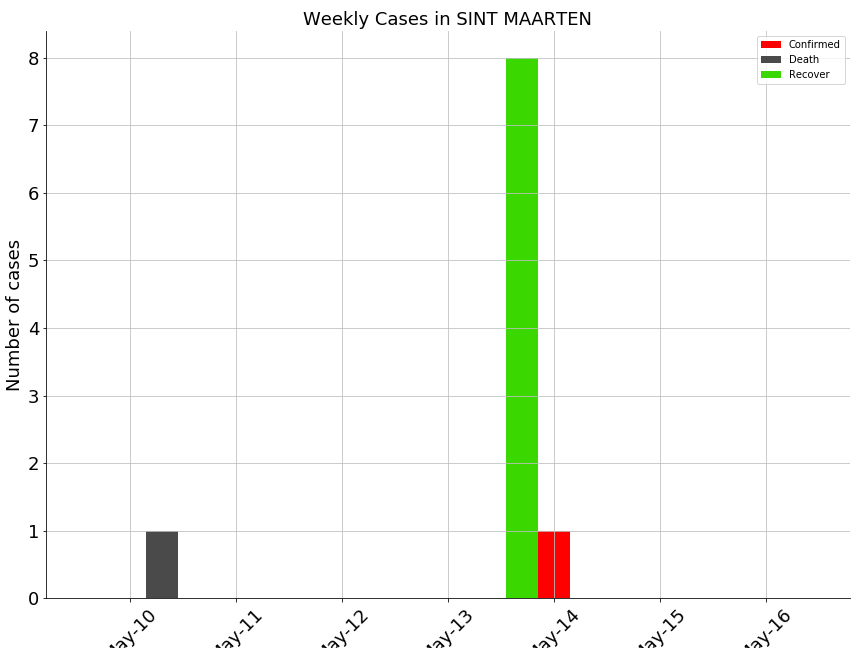 Weekly Cases in SINT MAARTEN
Confirmed
Death
Recover
Number of cases
8
7
6
5
4
3
2
1
0
May-10
May-11
May-12
May-13
May-14
May-15
May-16